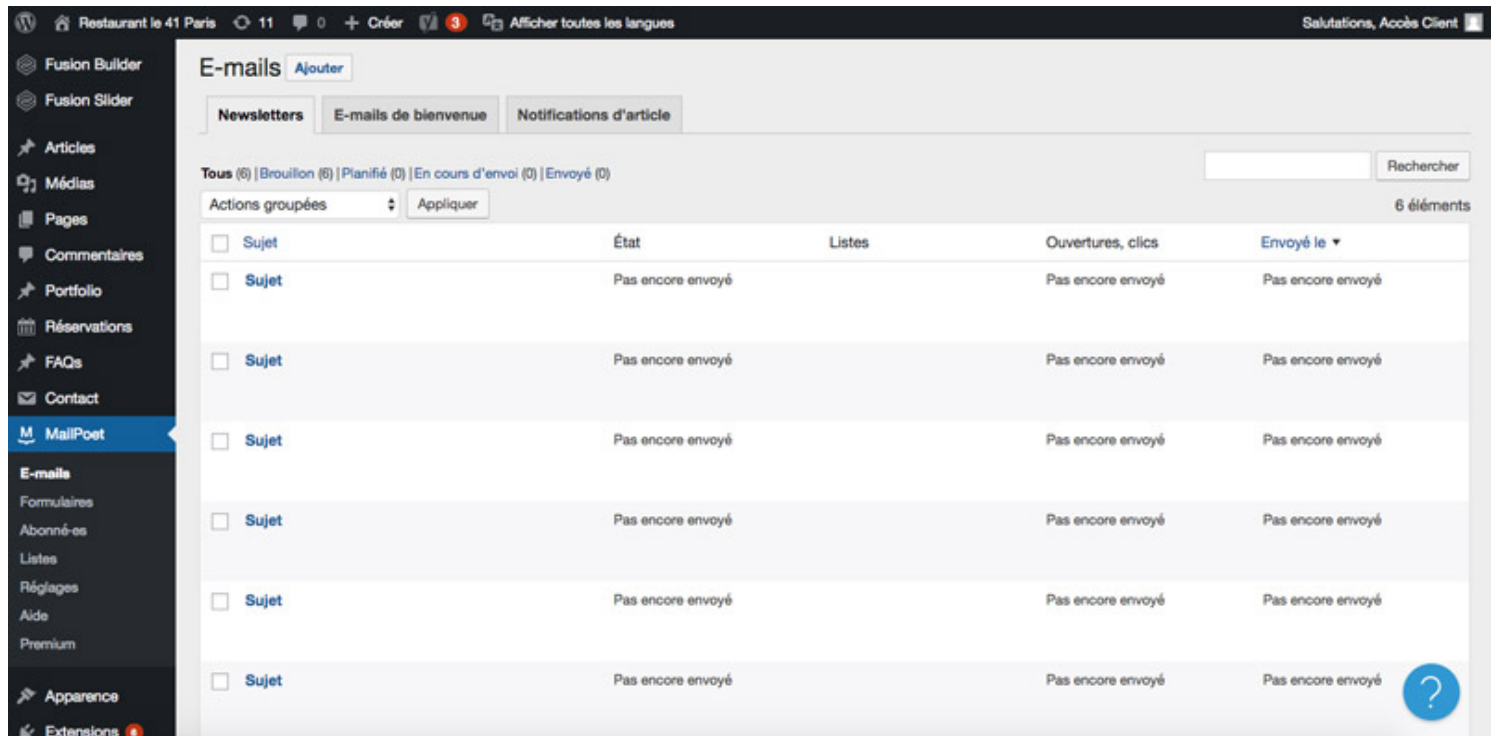 Restaurant le 41 Paris 11 0 + Créer 3 Afficher toutes les langues Salutations, Accès Client
Fusion Builder
Fusion Slider
Articles
Médias
Pages
Commentaires
Portfolio
Réservations
FAQs
Contact
M MailPoet
E-mails
Formulaires
Abonné·es
Listes
Réglages
Aide
Premium
Apparence
Extensions
E-mails Ajouter
Newsletters E-mails de bienvenue Notifications d'article
Tous (6) | Brouillon (6) | Planifié (0) | En cours d'envoi (0) | Envoyé (0)
Rechercher
Actions groupées Appliquer
6 éléments
Sujet État Listes Ouvertures, clics Envoyé le ▼
Sujet Pas encore envoyé Pas encore envoyé Pas encore envoyé
Sujet Pas encore envoyé Pas encore envoyé Pas encore envoyé
Sujet Pas encore envoyé Pas encore envoyé Pas encore envoyé
Sujet Pas encore envoyé Pas encore envoyé Pas encore envoyé
Sujet Pas encore envoyé Pas encore envoyé Pas encore envoyé
Sujet Pas encore envoyé Pas encore envoyé Pas encore envoyé
?